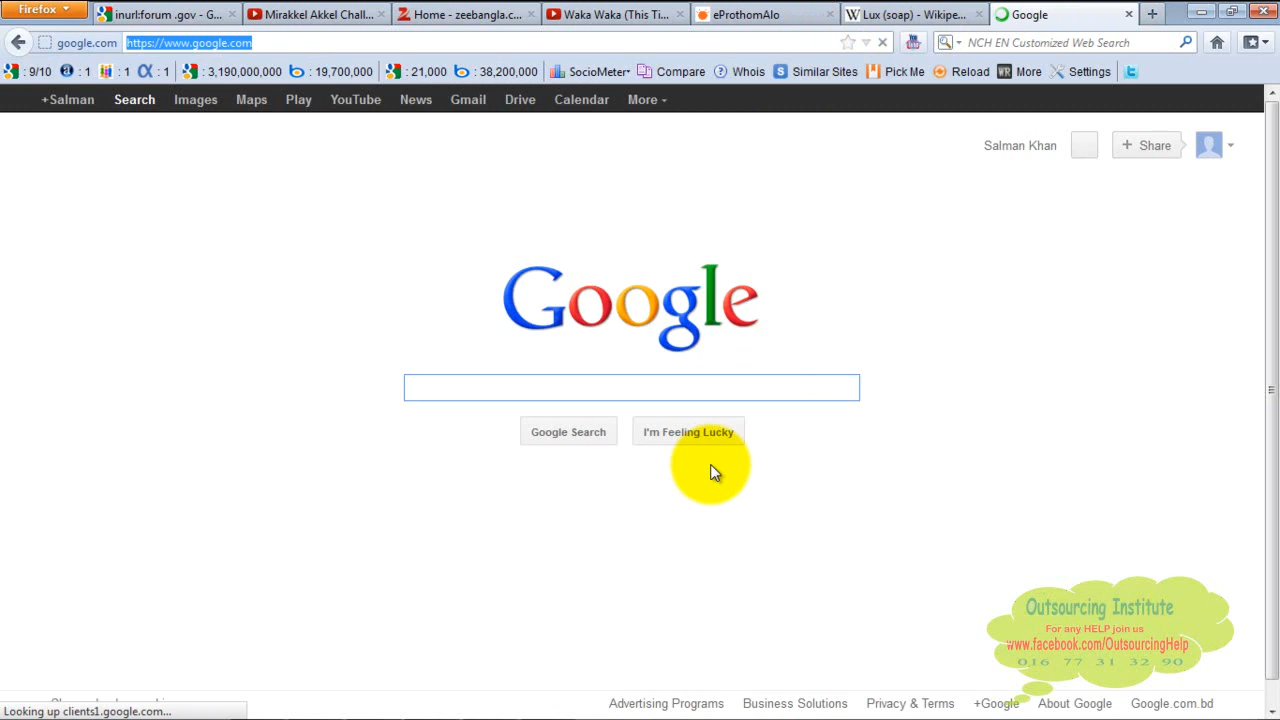 Firefox
inurl:forum .gov - G...
Mirakkel Akkel Chall...
Home - zeebangla.c...
Waka Waka (This Ti...
eProthomAlo
Lux (soap) - Wikipe...
Google
google.com
https://www.google.com
NCH EN Customized Web Search
: 9/10 : 1 : 1 : 1 : 3,190,000,000 : 19,700,000 : 21,000 : 38,200,000 SocioMeter Compare Whois Similar Sites Pick Me Reload More Settings
+Salman Search Images Maps Play YouTube News Gmail Drive Calendar More
Salman Khan
+ Share
Google
Google Search
I'm Feeling Lucky
Outsourcing Institute
For any HELP join us
www.facebook.com/OutsourcingHelp
016 77 31 32 90
Advertising Programs Business Solutions Privacy & Terms +Google About Google Google.com.bd
Looking up clients1.google.com...